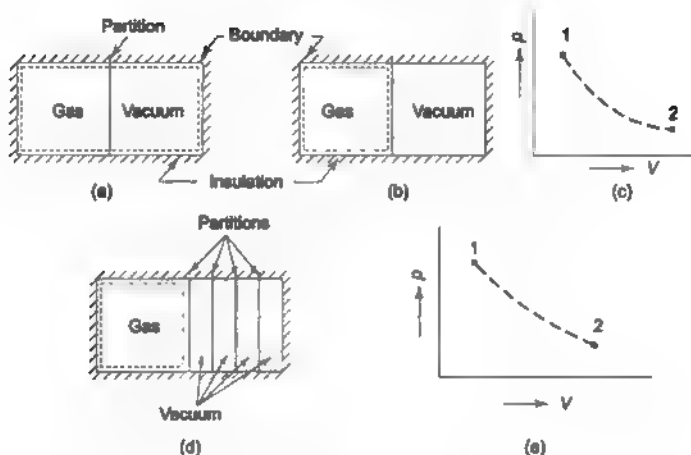 Partition
Boundary
Gas
Vacuum
Gas
Vacuum
Insulation
(a)
(b)
p
1
2
V
(c)
Partitions
Gas
Vacuum
(d)
p
1
2
V
(e)